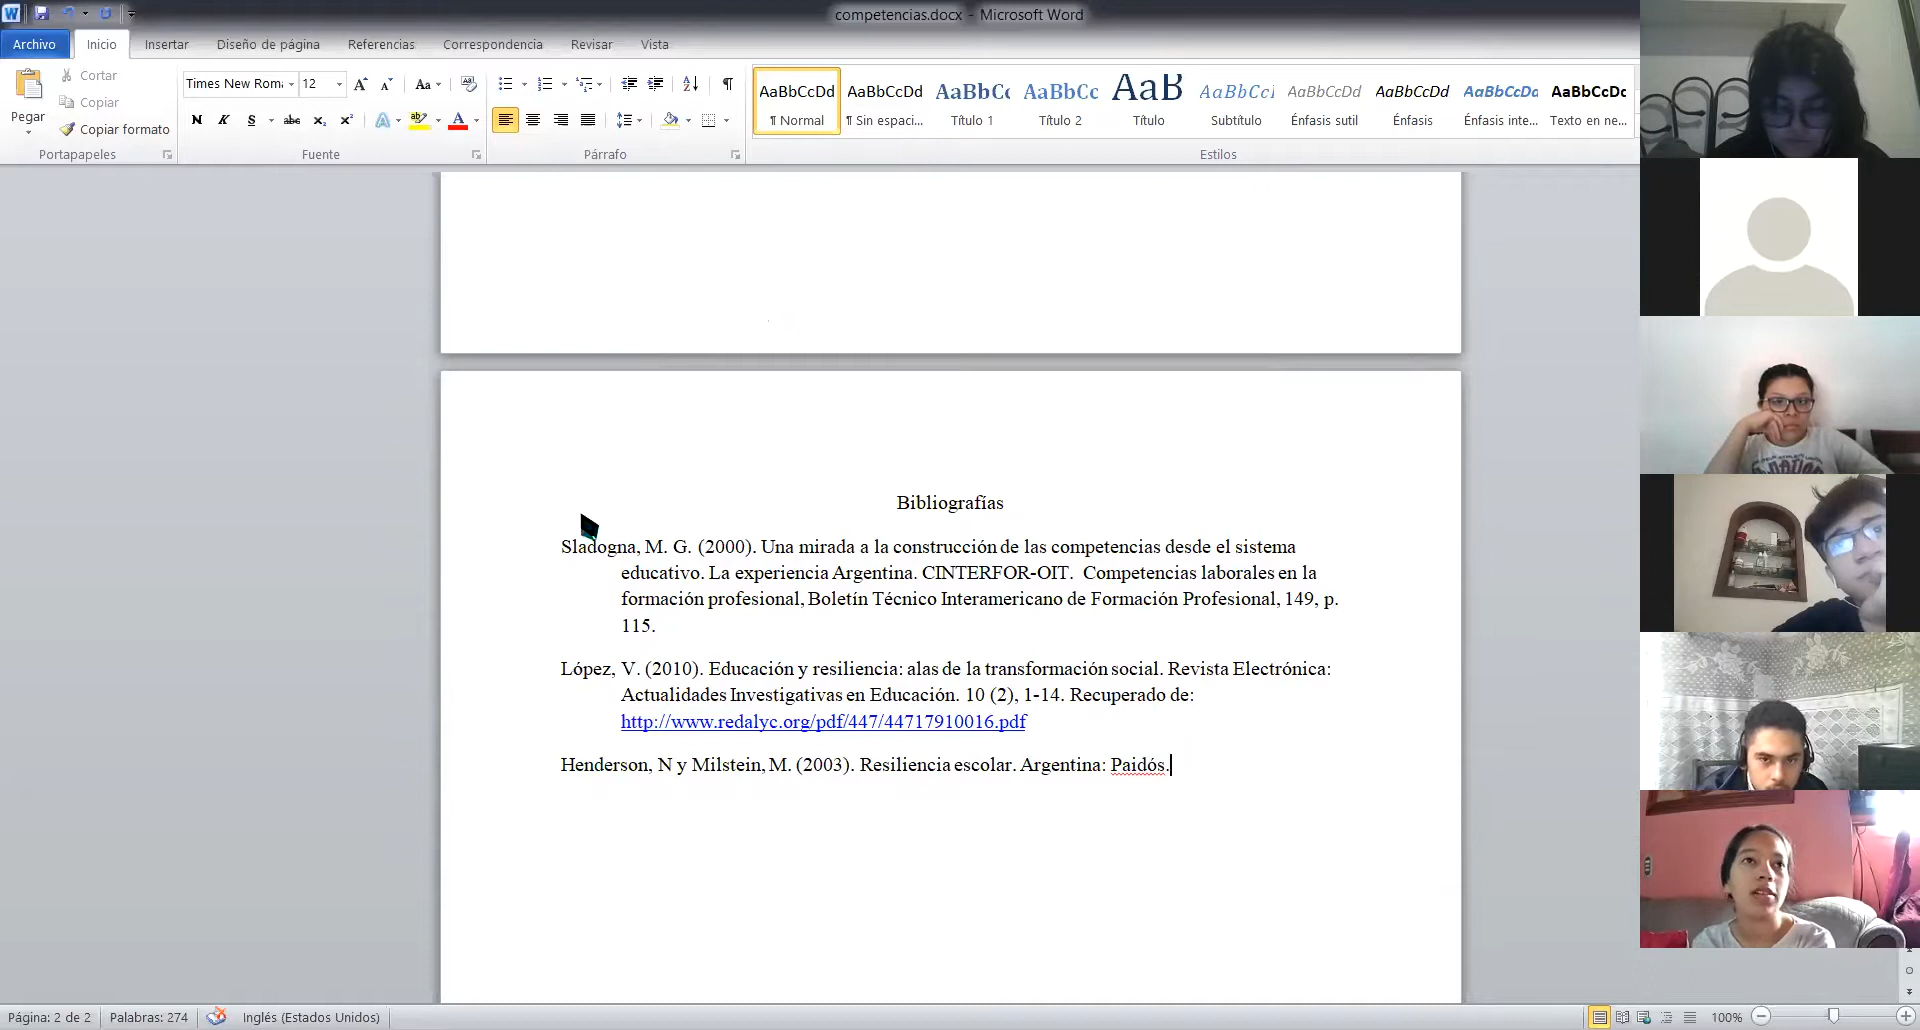 competencias.docx - Microsoft Word
Archivo Inicio Insertar Diseño de página Referencias Correspondencia Revisar Vista
Pegar
Cortar
Copiar
Copiar formato
Portapapeles
Times New Rom 12
Aa
N K S abc x₂ x²
Fuente
Párrafo
AaBbCcDd AaBbCcDd AaBbCc AaBbCc AaB AaBbCcI AaBbCcDd AaBbCcDd AaBbCcDd AaBbCcDc
¶ Normal ¶ Sin espaci... Título 1 Título 2 Título Subtítulo Énfasis sutil Énfasis Énfasis inte... Texto en ne...
Estilos
Bibliografías
Sladogna, M. G. (2000). Una mirada a la construcción de las competencias desde el sistema
educativo. La experiencia Argentina. CINTERFOR-OIT. Competencias laborales en la
formación profesional, Boletín Técnico Interamericano de Formación Profesional, 149, p.
115.
López, V. (2010). Educación y resiliencia: alas de la transformación social. Revista Electrónica:
Actualidades Investigativas en Educación. 10 (2), 1-14. Recuperado de:
http://www.redalyc.org/pdf/447/44717910016.pdf
Henderson, N y Milstein, M. (2003). Resiliencia escolar. Argentina: Paidós.
Página: 2 de 2 Palabras: 274 Inglés (Estados Unidos) 100%